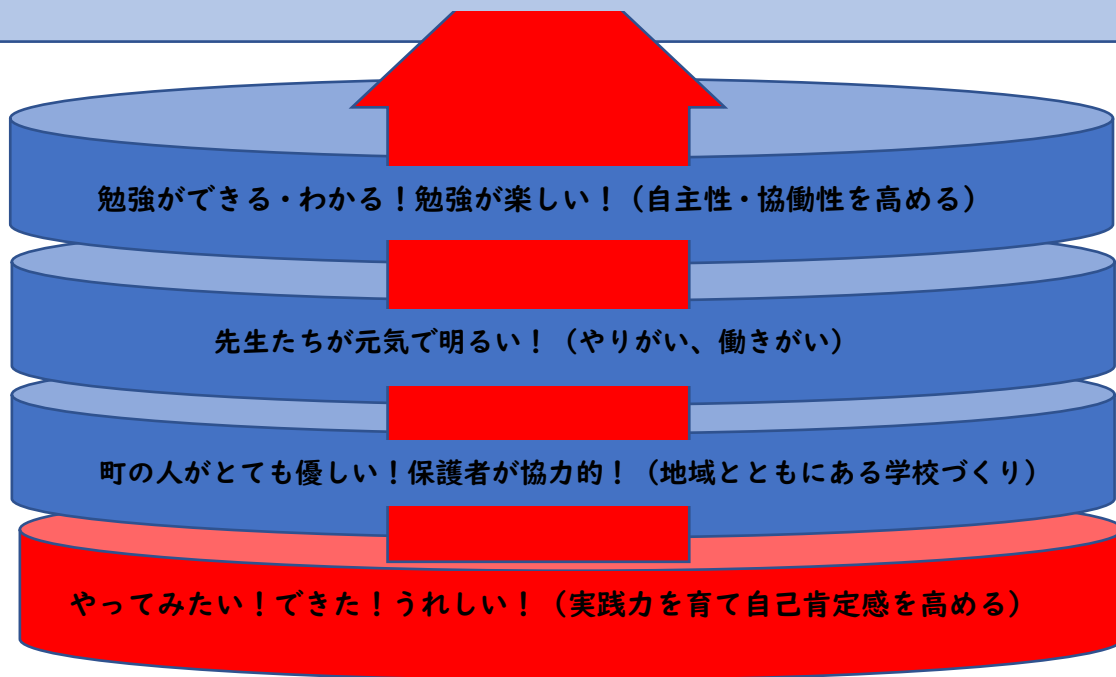 勉強ができる・わかる！勉強が楽しい！（自主性・協働性を高める）
先生たちが元気で明るい！（やりがい、働きがい）
町の人がとても優しい！保護者が協力的！（地域とともにある学校づくり）
やってみたい！できた！うれしい！（実践力を育て自己肯定感を高める）